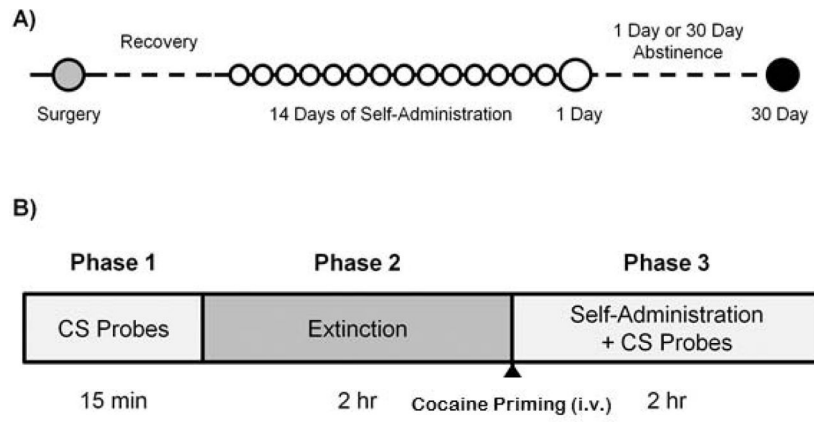 A)
Recovery
1 Day or 30 Day
Abstinence
Surgery
14 Days of Self-Administration
1 Day
30 Day
B)
Phase 1
Phase 2
Phase 3
CS Probes
Extinction
Self-Administration
+ CS Probes
15 min
2 hr
Cocaine Priming (i.v.)
2 hr